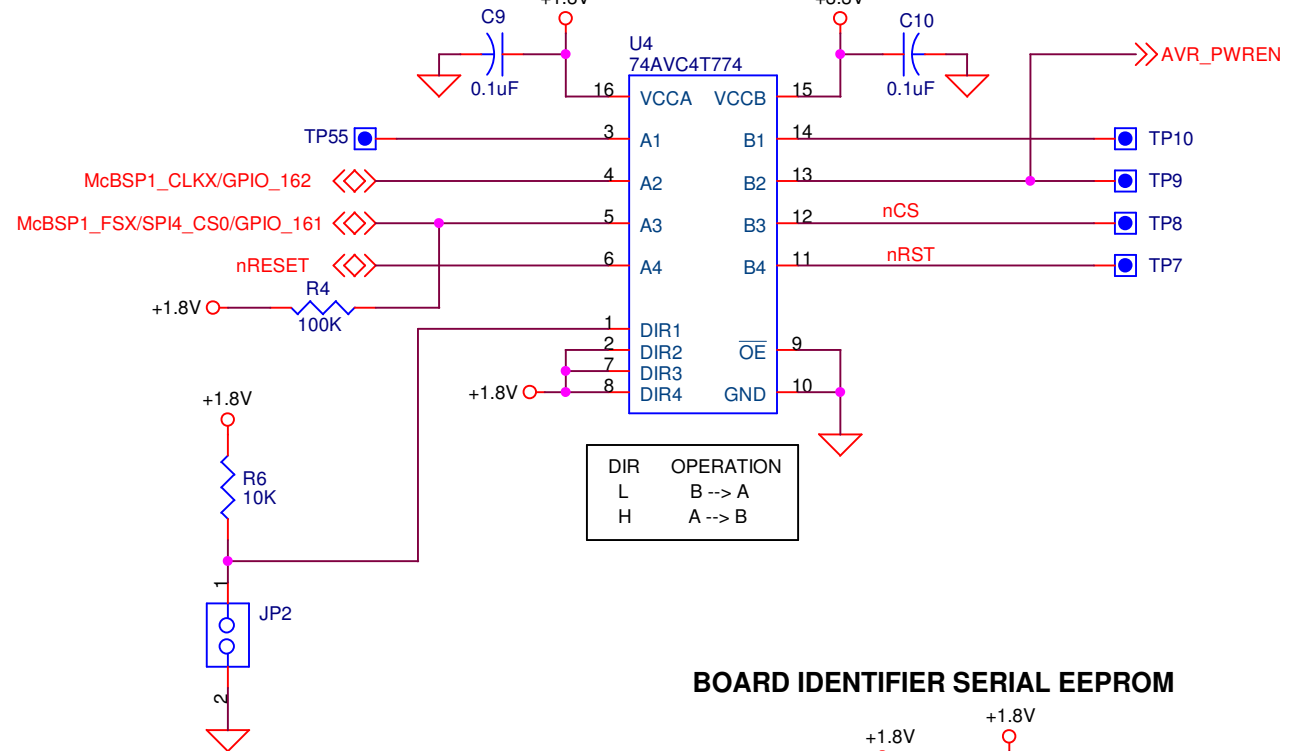 C9
C10
U4
74AVC4T774
AVR_PWREN
0.1uF
0.1uF
16
VCCA
VCCB
15
TP55
3
A1
B1
14
TP10
McBSP1_CLKX/GPIO_162
4
A2
B2
13
TP9
McBSP1_FSX/SPI4_CS0/GPIO_161
5
A3
B3
12
nCS
TP8
nRESET
6
A4
B4
11
nRST
TP7
R4
+1.8V
100K
1
DIR1
2
DIR2
OE
9
7
DIR3
+1.8V
8
DIR4
GND
10
+1.8V
R6
10K
DIR OPERATION
L B --> A
H A --> B
1
JP2
2
BOARD IDENTIFIER SERIAL EEPROM
+1.8V
+1.8V